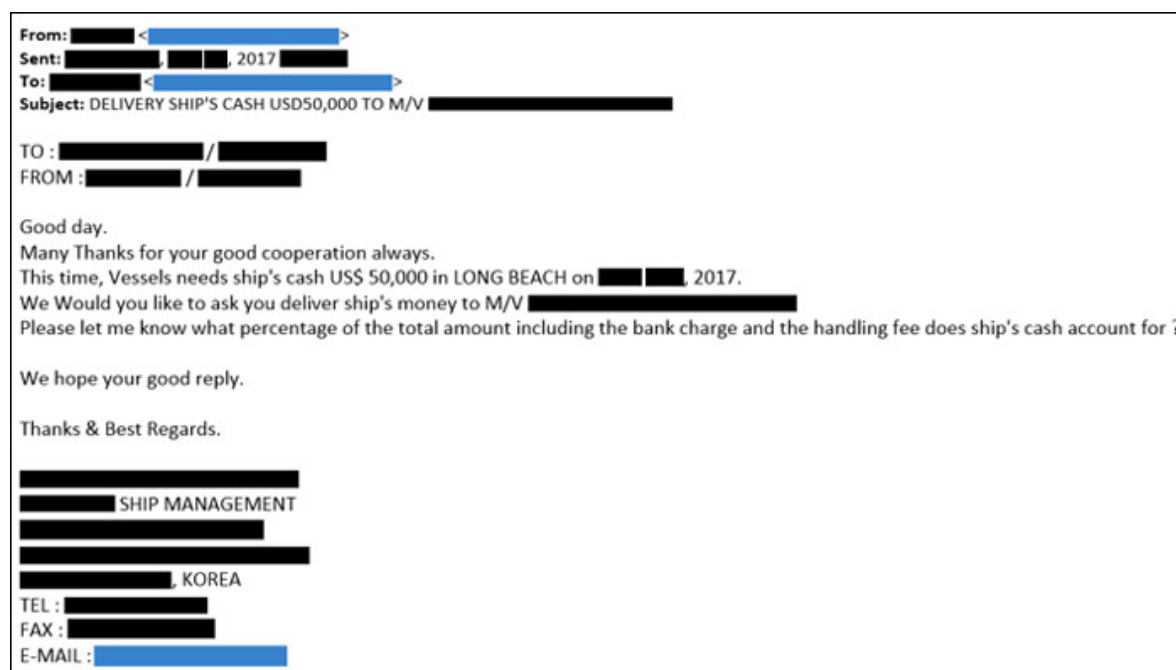 From: < >
Sent: , , 2017
To: < >
Subject: DELIVERY SHIP'S CASH USD50,000 TO M/V
TO : /
FROM : /
Good day.
Many Thanks for your good cooperation always.
This time, Vessels needs ship's cash US$ 50,000 in LONG BEACH on , 2017.
We Would you like to ask you deliver ship's money to M/V
Please let me know what percentage of the total amount including the bank charge and the handling fee does ship's cash account for ?
We hope your good reply.
Thanks & Best Regards.
SHIP MANAGEMENT
, KOREA
TEL :
FAX :
E-MAIL :